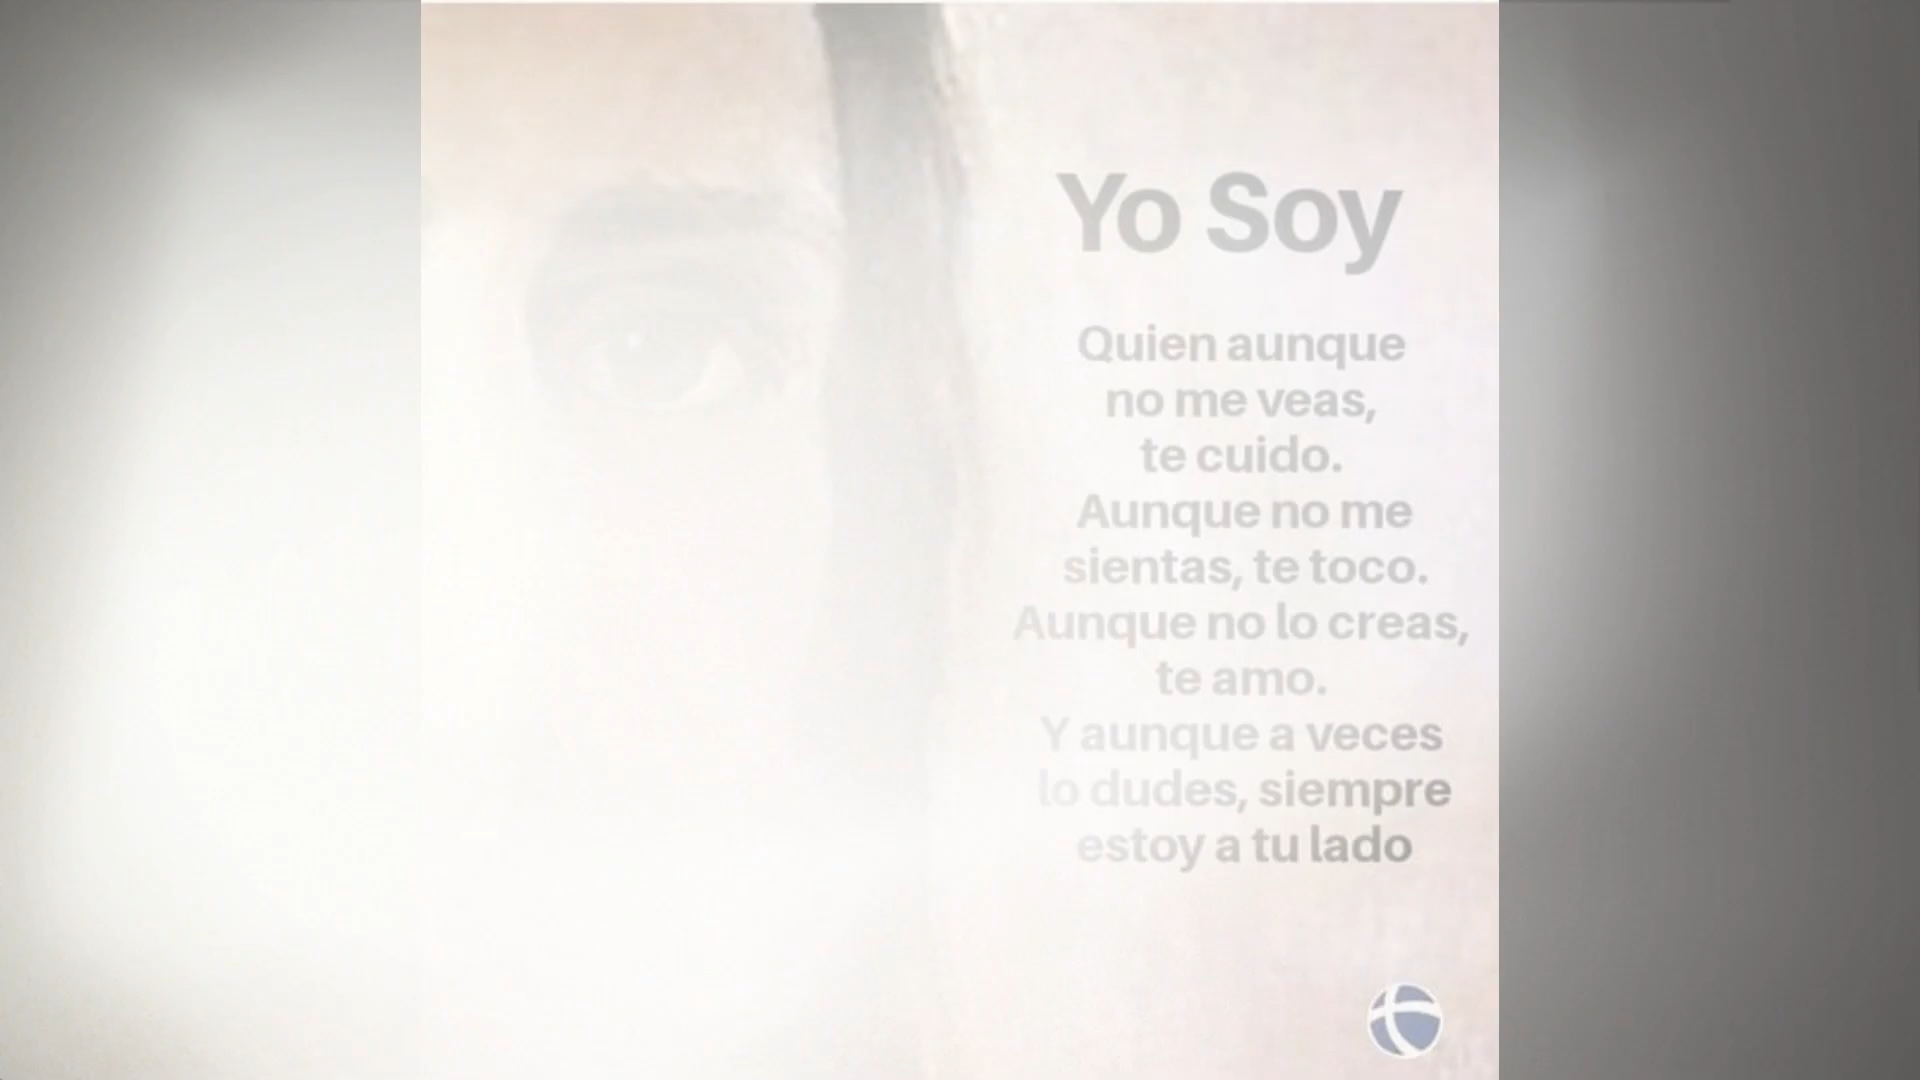 Yo Soy
Quien aunque
no me veas,
te cuido.
Aunque no me
sientas, te toco.
Aunque no lo creas,
te amo.
Y aunque a veces
lo dudes, siempre
estoy a tu lado